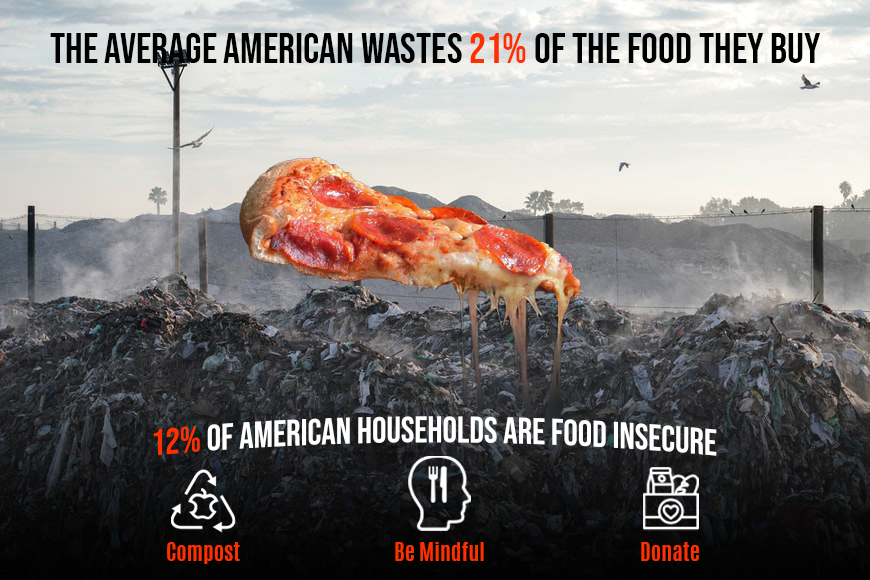 THE AVERAGE AMERICAN WASTES 21% OF THE FOOD THEY BUY
12% OF AMERICAN HOUSEHOLDS ARE FOOD INSECURE
Compost
Be Mindful
Donate